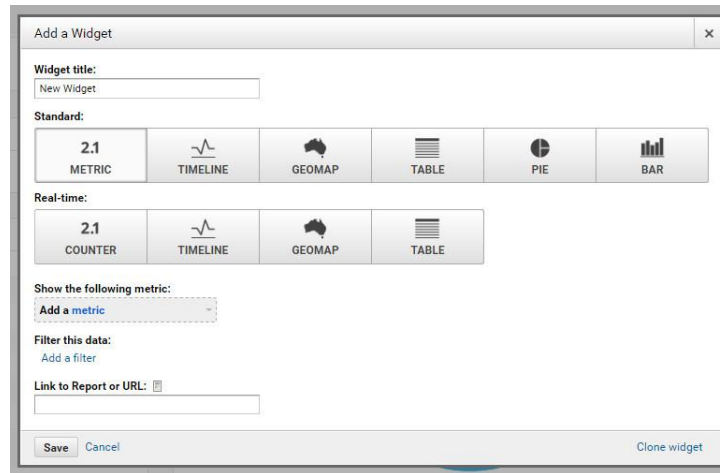 Add a Widget
Widget title:
New Widget
Standard:
2.1
METRIC TIMELINE GEOMAP TABLE PIE BAR
Real-time:
2.1
COUNTER TIMELINE GEOMAP TABLE
Show the following metric:
Add a metric
Filter this data:
Add a filter
Link to Report or URL:
Save Cancel Clone widget